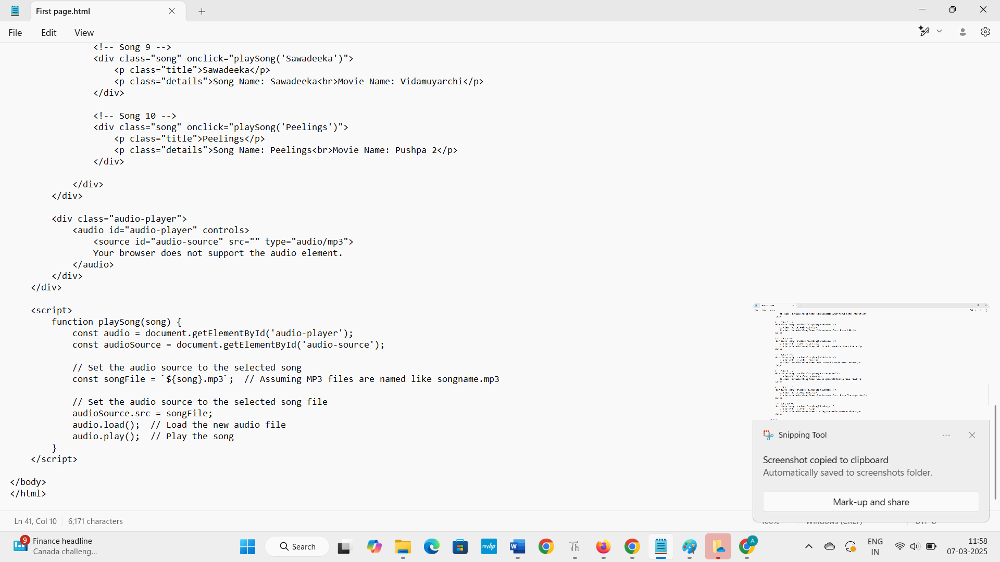 First page.html
File Edit View
<!-- Song 9 -->
<div class="song" onclick="playSong('Sawadeeka')">
<p class="title">Sawadeeka</p>
<p class="details">Song Name: Sawadeeka<br>Movie Name: Vidamuyarchi</p>
</div>
<!-- Song 10 -->
<div class="song" onclick="playSong('Peelings')">
<p class="title">Peelings</p>
<p class="details">Song Name: Peelings<br>Movie Name: Pushpa 2</p>
</div>
</div>
</div>
<div class="audio-player">
<audio id="audio-player" controls>
<source id="audio-source" src="" type="audio/mp3">
Your browser does not support the audio element.
</audio>
</div>
</div>
<script>
function playSong(song) {
const audio = document.getElementById('audio-player');
const audioSource = document.getElementById('audio-source');
// Set the audio source to the selected song
const songFile = `${song}.mp3`;  // Assuming MP3 files are named like songname.mp3
// Set the audio source to the selected song file
audioSource.src = songFile;
audio.load();  // Load the new audio file
audio.play();  // Play the song
}
</script>
</body>
</html>
Snipping Tool
Screenshot copied to clipboard
Automatically saved to screenshots folder.
Mark-up and share
Ln 41, Col 10 6,171 characters
9 Finance headline
Canada challeng...
Search
myhp
W
Th
A
ENG
IN
11:58
07-03-2025